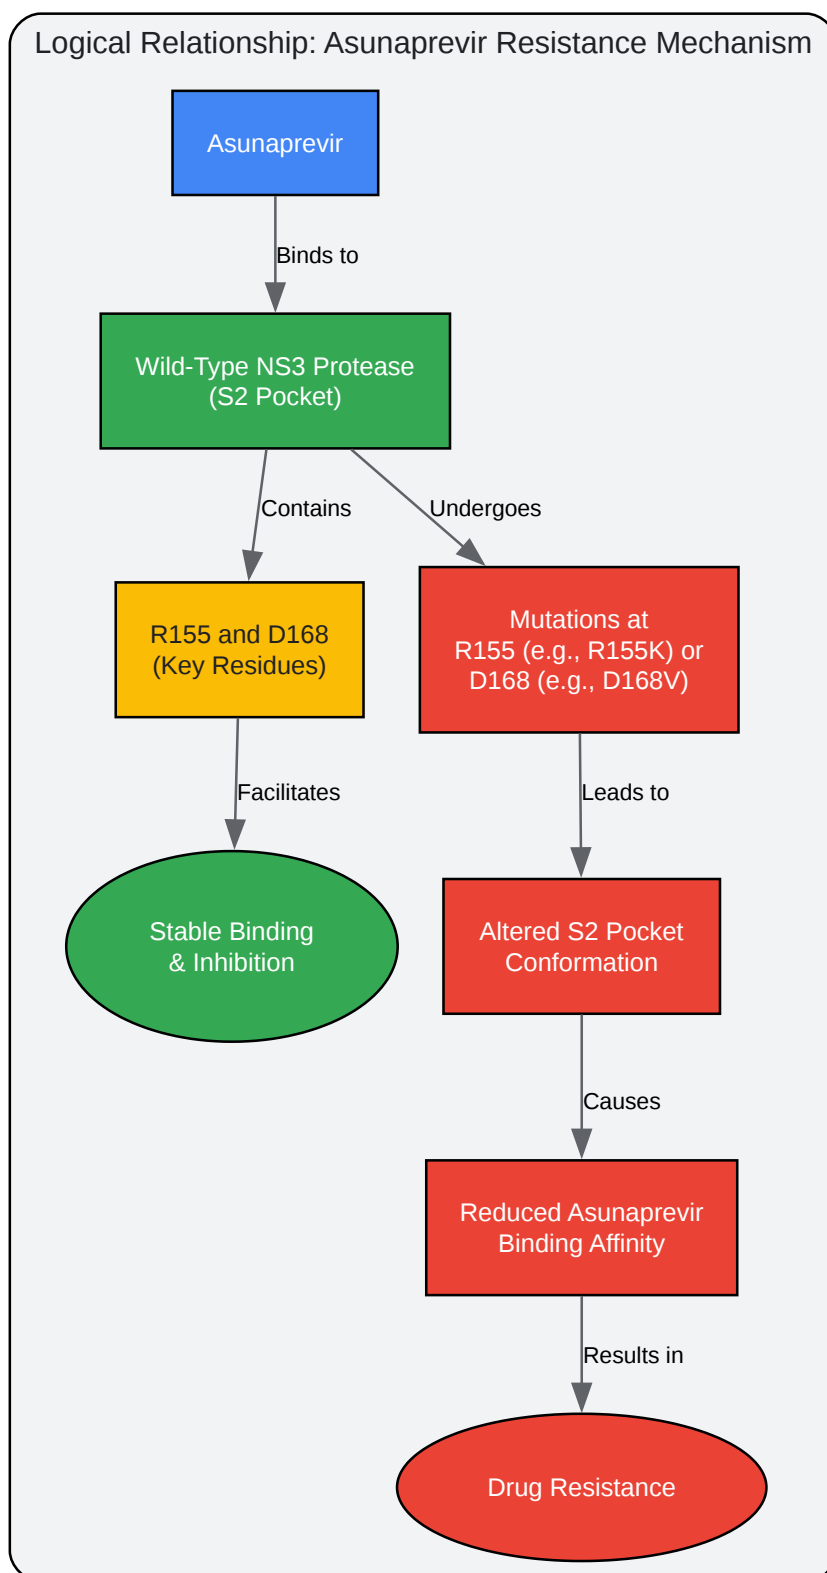 Logical Relationship: Asunaprevir Resistance Mechanism
Asunaprevir
Binds to
Wild-Type NS3 Protease
(S2 Pocket)
Contains
Undergoes
R155 and D168
(Key Residues)
Mutations at
R155 (e.g., R155K) or
D168 (e.g., D168V)
Facilitates
Leads to
Stable Binding
& Inhibition
Altered S2 Pocket
Conformation
Causes
Reduced Asunaprevir
Binding Affinity
Results in
Drug Resistance